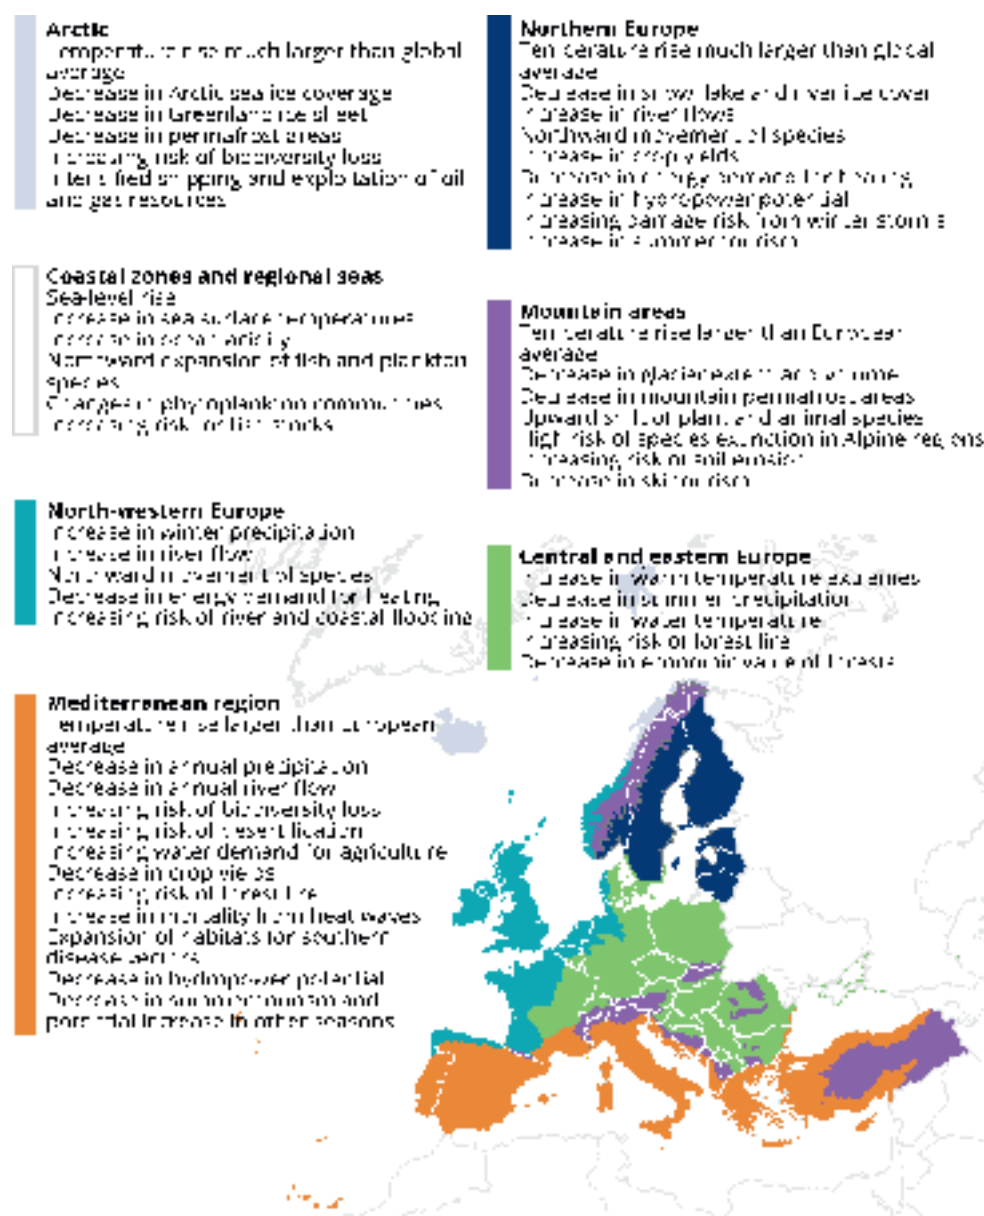 Arctic
Temperature rise much larger than global
average
Decrease in Arctic sea ice coverage
Decrease in Greenland ice sheet
Decrease in permafrost areas
Increasing risk of biodiversity loss
Intensified shipping and exploitation of oil
and gas resources
Coastal zones and regional seas
Sea-level rise
Increase in sea surface temperatures
Increase in ocean acidity
Northward expansion of fish and plankton
species
Changes in phytoplankton communities
Increasing risk for fish stocks
North-western Europe
Increase in winter precipitation
Increase in river flow
Northward movement of species
Decrease in energy demand for heating
Increasing risk of river and coastal flooding
Mediterranean region
Temperature rise larger than European
average
Decrease in annual precipitation
Decrease in annual river flow
Increasing risk of biodiversity loss
Increasing risk of desertification
Increasing water demand for agriculture
Decrease in crop yields
Increasing risk of forest fire
Increase in mortality from heat waves
Expansion of habitats for southern
disease vectors
Decrease in hydropower potential
Decrease in summer tourism and
potential increase in other seasons
Northern Europe
Temperature rise much larger than global
average
Decrease in snow, lake and river ice cover
Increase in river flows
Northward movement of species
Increase in crop yields
Decrease in energy demand for heating
Increase in hydropower potential
Increasing damage risk from winter storms
Increase in summer tourism
Mountain areas
Temperature rise larger than European
average
Decrease in glacier extent and volume
Decrease in mountain permafrost areas
Upward shift of plant and animal species
High risk of species extinction in Alpine regions
Increasing risk of soil erosion
Decrease in ski tourism
Central and eastern Europe
Increase in warm temperature extremes
Decrease in summer precipitation
Increase in water temperature
Increasing risk of forest fire
Decrease in economic value of forests